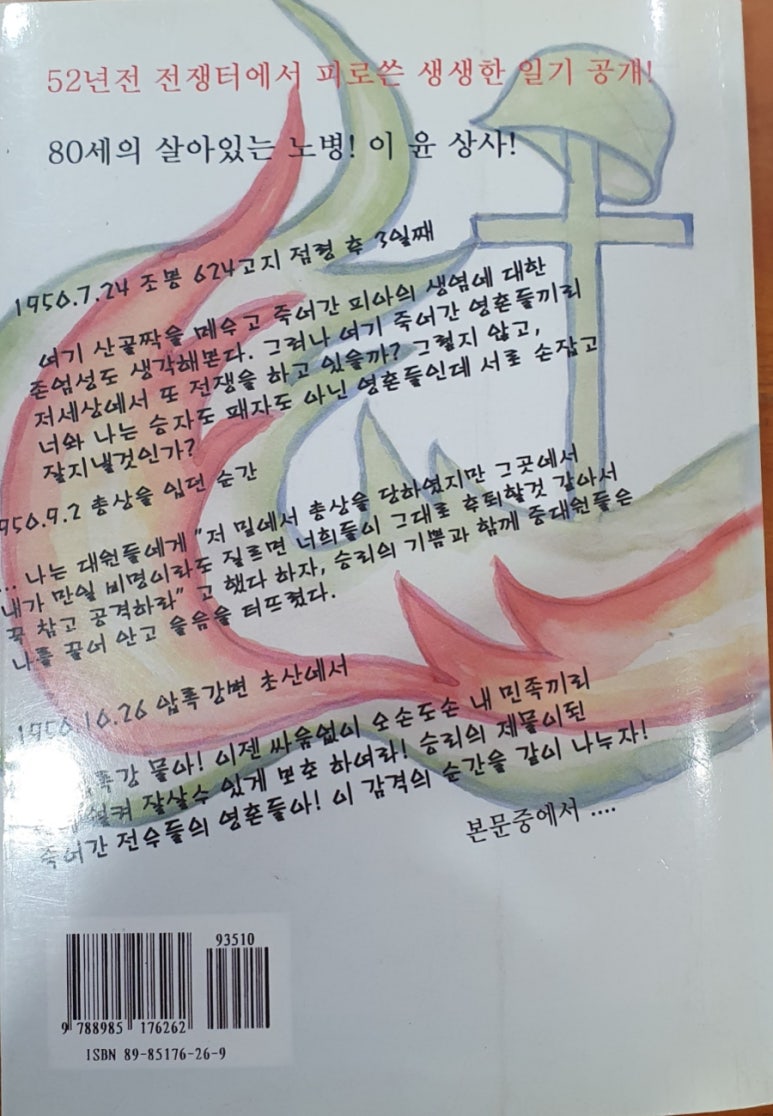 52년전 전쟁터에서 피로쓴 생생한 일기 공개!
80세의 살아있는 노병! 이 윤 상사!
1950.7.24 조봉 624고지 점령 후 3일째
여기 산골짝을 메우고 죽어간 피아의 생명에 대한
존엄성도 생각해본다. 그러나 여기 죽어간 영혼들끼리
저세상에서 또 전쟁을 하고 있을까? 그렇지 않고,
너와 나는 승자도 패자도 아닌 영혼들인데 서로 손잡고
잘지낼것인가?
950.9.2 총상을 입던 순간
... 나는 대원들에게 "저 밑에서 총상을 당하였지만 그곳에서
내가 만일 비명이라도 질르면 너희들이 그대로 후퇴할것 같아서
꾹 참고 공격하라" 고 했다 하자, 승리의 기쁨과 함께 중대원들은
나를 끌어 안고 울음을 터뜨렸다.
1950.10.26 압록강변 초산에서
압록강 물아! 이젠 싸움없이 오손도손 내 민족끼리
잘살수 있게 보호 하여라! 승리의 제물이된
죽어간 전우들의 영혼들아! 이 감격의 순간을 같이 나누자!
본문중에서 ....
93510
9 788985 176262
ISBN 89-85176-26-9